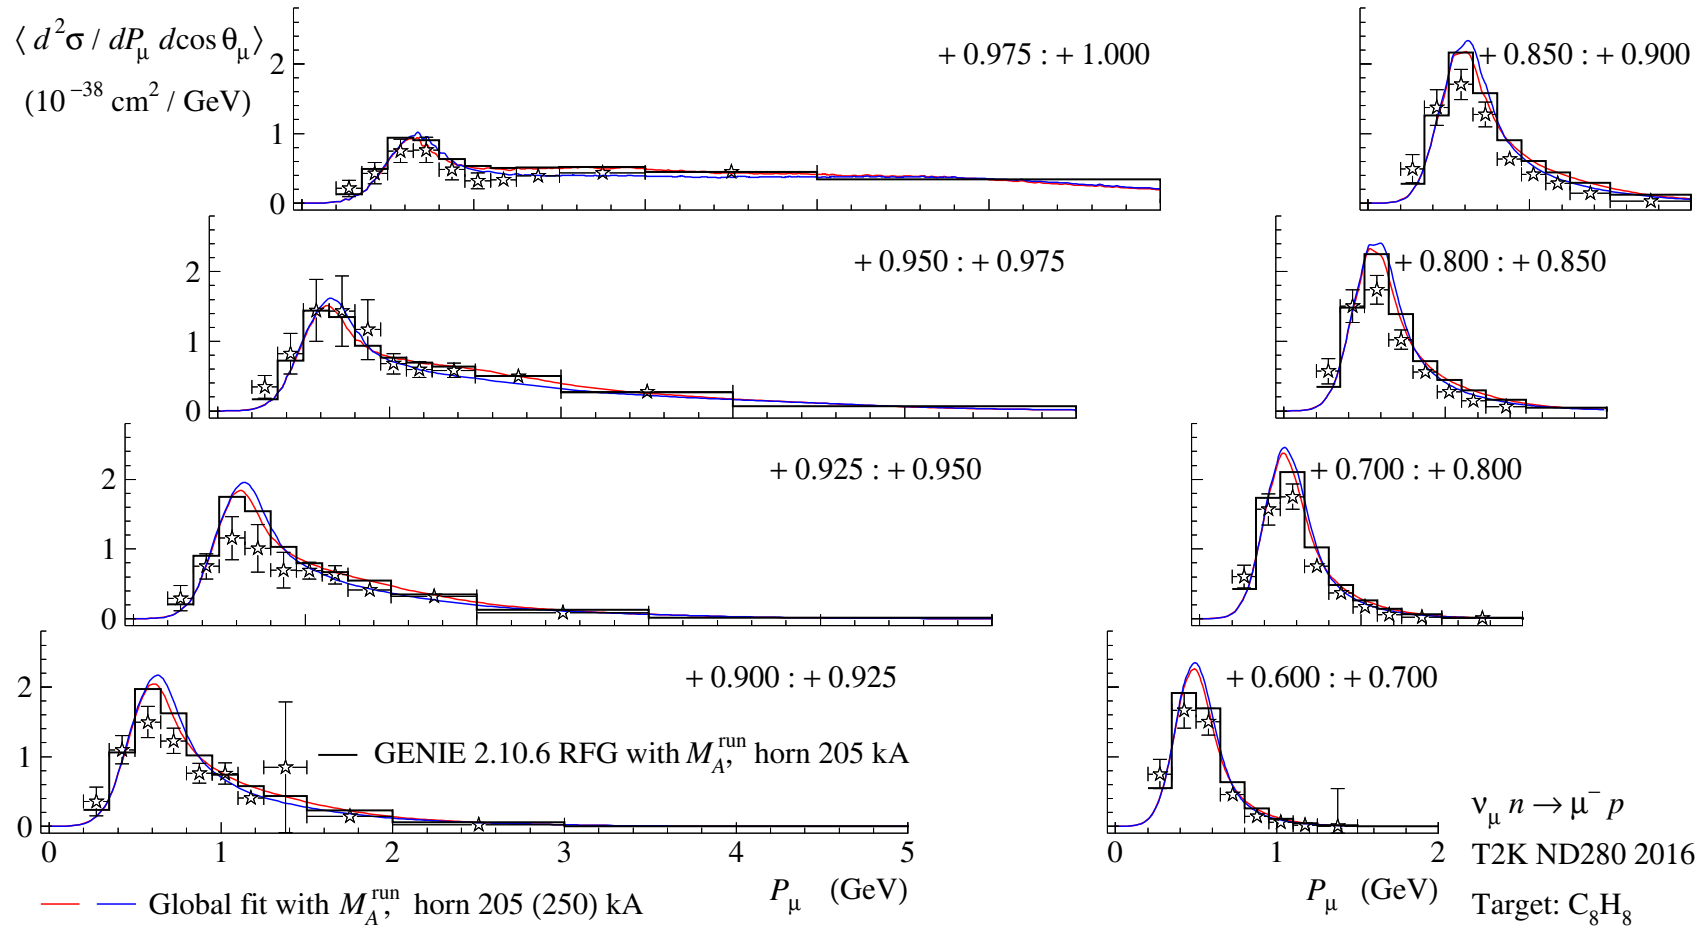 ⟨ d²σ / dP_μ dcos θ_μ⟩
(10⁻³⁸ cm² / GeV)
+ 0.975 : + 1.000
+ 0.850 : + 0.900
2
1
0
+ 0.950 : + 0.975
+ 0.800 : + 0.850
2
1
0
+ 0.925 : + 0.950
+ 0.700 : + 0.800
2
1
0
+ 0.900 : + 0.925
+ 0.600 : + 0.700
2
1
0
GENIE 2.10.6 RFG with M_A^run, horn 205 kA
0 1 2 3 4 5
0 1 2
P_μ (GeV)
P_μ (GeV)
Global fit with M_A^run, horn 205 (250) kA
ν_μ n → μ⁻ p
T2K ND280 2016
Target: C₈H₈